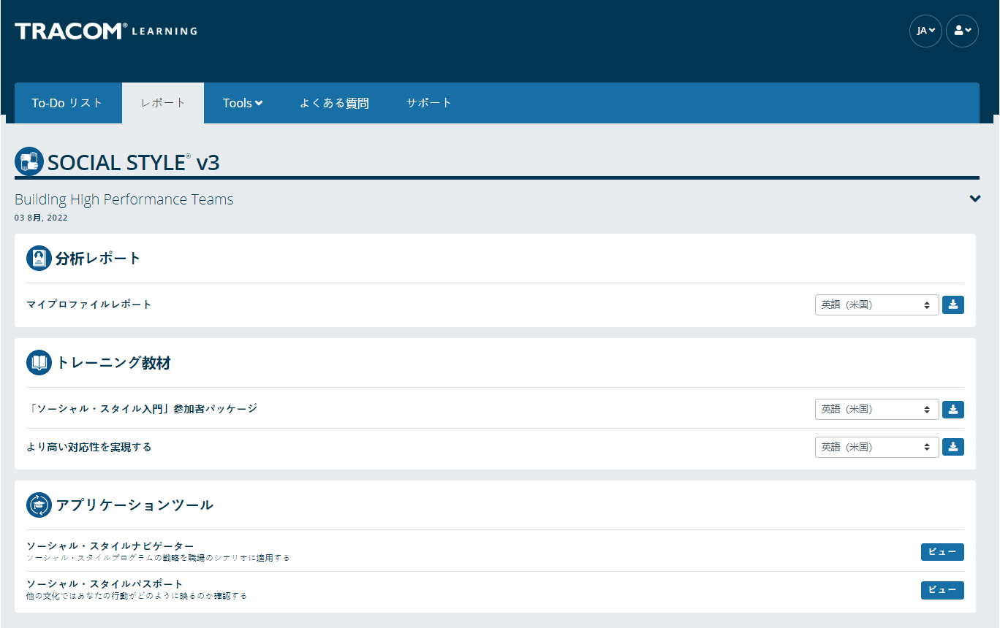 TRACOM® LEARNING
JA
To-Do リスト
レポート
Tools
よくある質問
サポート
SOCIAL STYLE® v3
Building High Performance Teams
03 8月, 2022
分析レポート
マイプロファイルレポート
英語（米国）
トレーニング教材
「ソーシャル・スタイル入門」参加者パッケージ
英語（米国）
より高い対応性を実現する
英語（米国）
アプリケーションツール
ソーシャル・スタイルナビゲーター
ソーシャル・スタイルプログラムの戦略を職場のシナリオに適用する
ビュー
ソーシャル・スタイルパスポート
他の文化ではあなたの行動がどのように映るのか確認する
ビュー